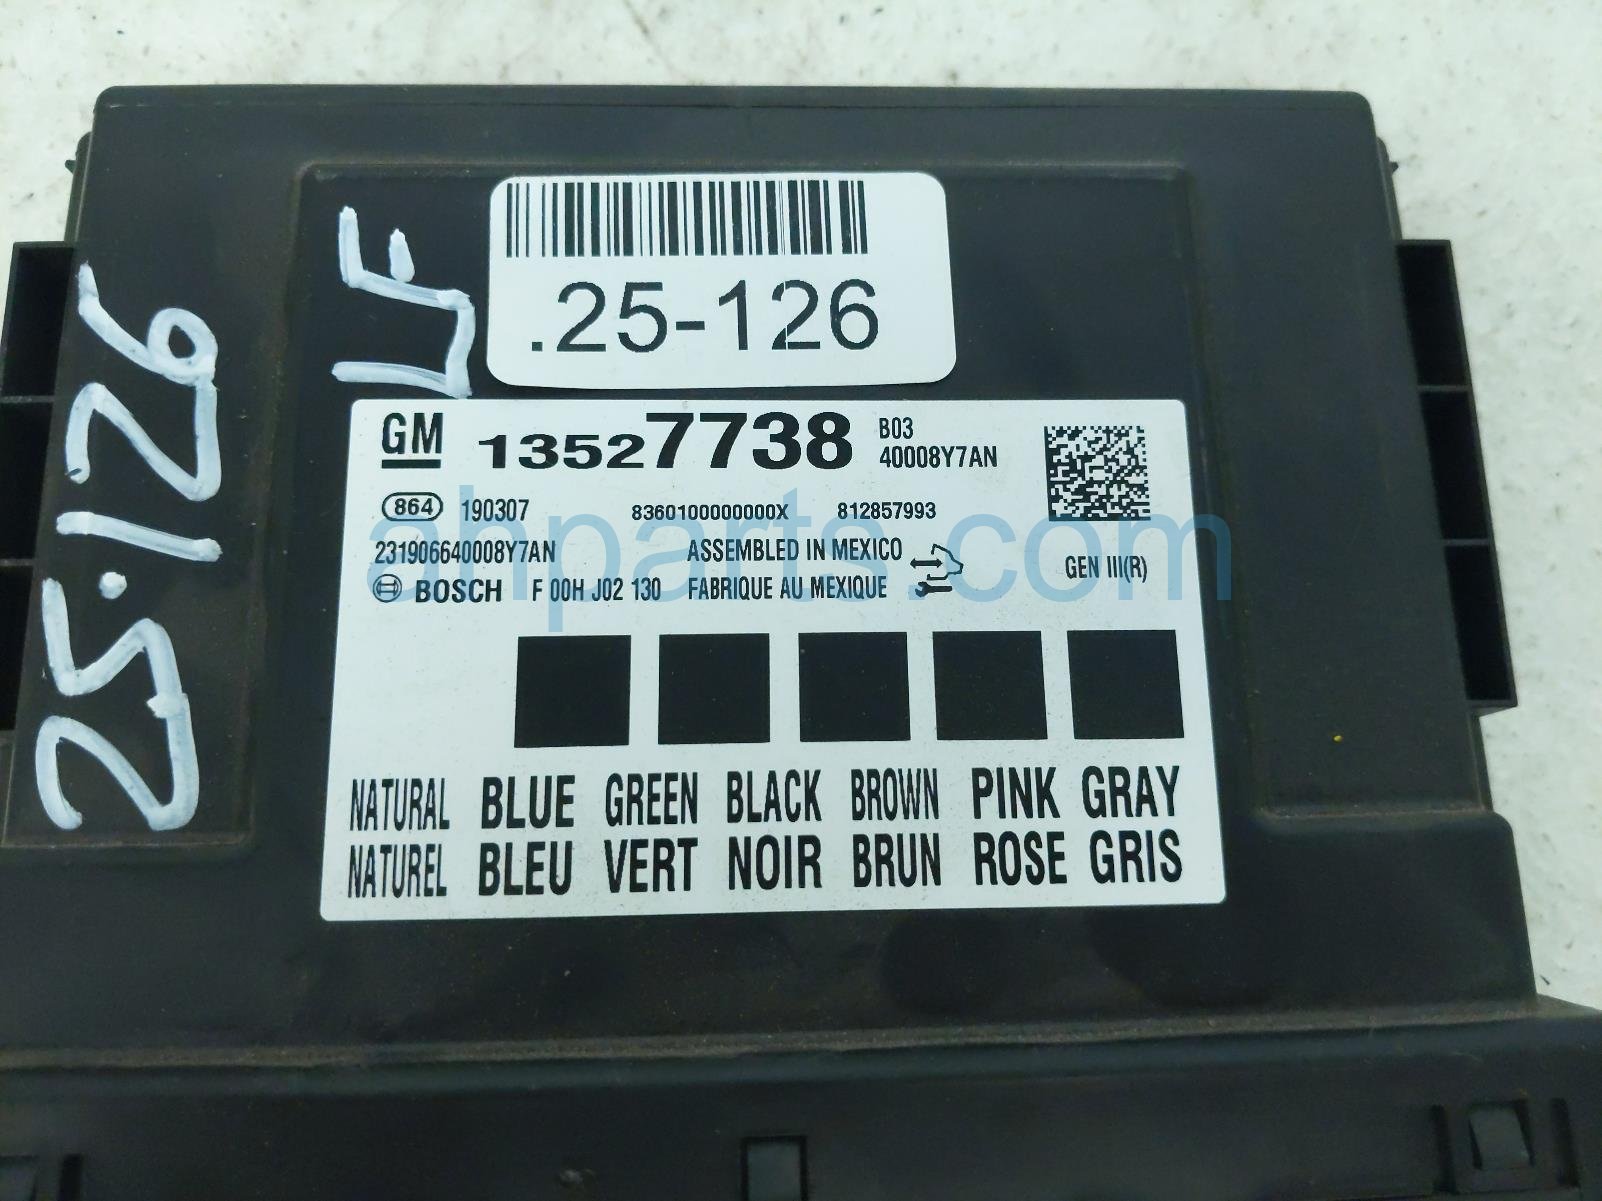 .25-126
LF
25.126
GM 13527738 B03
40008Y7AN
864 190307 8360100000000X 812857993
231906640008Y7AN ASSEMBLED IN MEXICO
BOSCH F 00H J02 130 FABRIQUE AU MEXIQUE GEN III(R)
ahparts.com
NATURAL BLUE GREEN BLACK BROWN PINK GRAY
NATUREL BLEU VERT NOIR BRUN ROSE GRIS